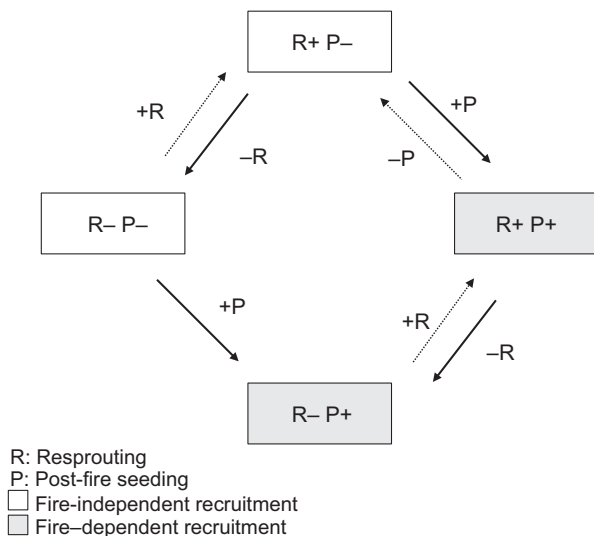 R+ P–
+R
+P
–R
–P
R– P–
R+ P+
+P
+R
–R
R– P+
R: Resprouting
P: Post-fire seeding
Fire-independent recruitment
Fire–dependent recruitment